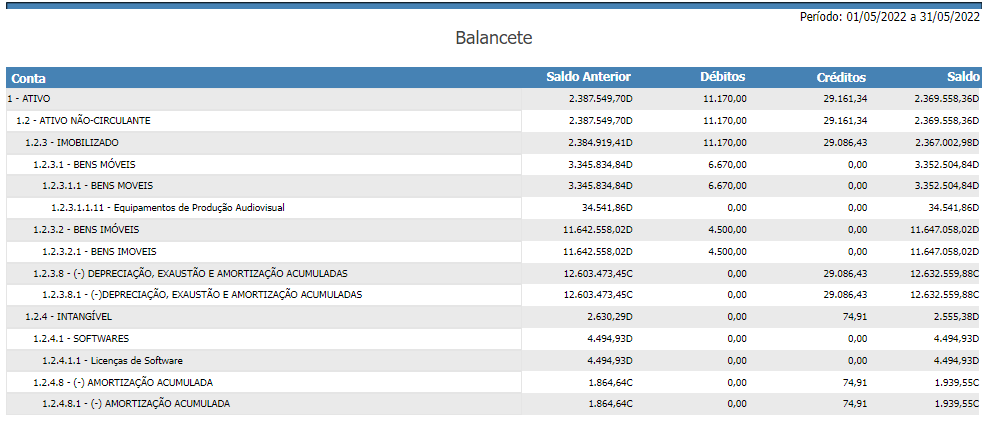 Período: 01/05/2022 a 31/05/2022
Balancete
Conta Saldo Anterior Débitos Créditos Saldo
1 - ATIVO 2.387.549,70D 11.170,00 29.161,34 2.369.558,36D
1.2 - ATIVO NÃO-CIRCULANTE 2.387.549,70D 11.170,00 29.161,34 2.369.558,36D
1.2.3 - IMOBILIZADO 2.384.919,41D 11.170,00 29.086,43 2.367.002,98D
1.2.3.1 - BENS MÓVEIS 3.345.834,84D 6.670,00 0,00 3.352.504,84D
1.2.3.1.1 - BENS MOVEIS 3.345.834,84D 6.670,00 0,00 3.352.504,84D
1.2.3.1.1.11 - Equipamentos de Produção Audiovisual 34.541,86D 0,00 0,00 34.541,86D
1.2.3.2 - BENS IMÓVEIS 11.642.558,02D 4.500,00 0,00 11.647.058,02D
1.2.3.2.1 - BENS IMOVEIS 11.642.558,02D 4.500,00 0,00 11.647.058,02D
1.2.3.8 - (-) DEPRECIAÇÃO, EXAUSTÃO E AMORTIZAÇÃO ACUMULADAS 12.603.473,45C 0,00 29.086,43 12.632.559,88C
1.2.3.8.1 - (-)DEPRECIAÇÃO, EXAUSTÃO E AMORTIZAÇÃO ACUMULADAS 12.603.473,45C 0,00 29.086,43 12.632.559,88C
1.2.4 - INTANGÍVEL 2.630,29D 0,00 74,91 2.555,38D
1.2.4.1 - SOFTWARES 4.494,93D 0,00 0,00 4.494,93D
1.2.4.1.1 - Licenças de Software 4.494,93D 0,00 0,00 4.494,93D
1.2.4.8 - (-) AMORTIZAÇÃO ACUMULADA 1.864,64C 0,00 74,91 1.939,55C
1.2.4.8.1 - (-) AMORTIZAÇÃO ACUMULADA 1.864,64C 0,00 74,91 1.939,55C